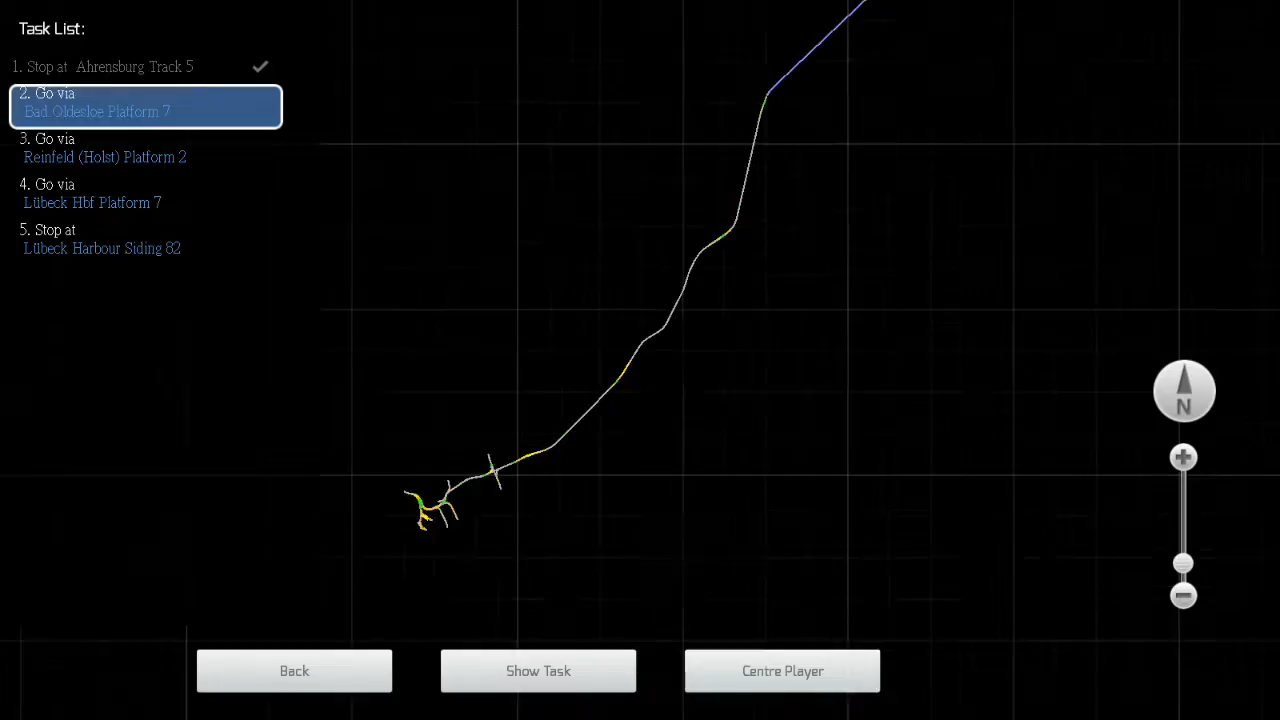 Task List:
1. Stop at Ahrensburg Track 5
2. Go via
Bad Oldesloe Platform 7
3. Go via
Reinfeld (Holst) Platform 2
4. Go via
Lübeck Hbf Platform 7
5. Stop at
Lübeck Harbour Siding 82
N
Back
Show Task
Centre Player